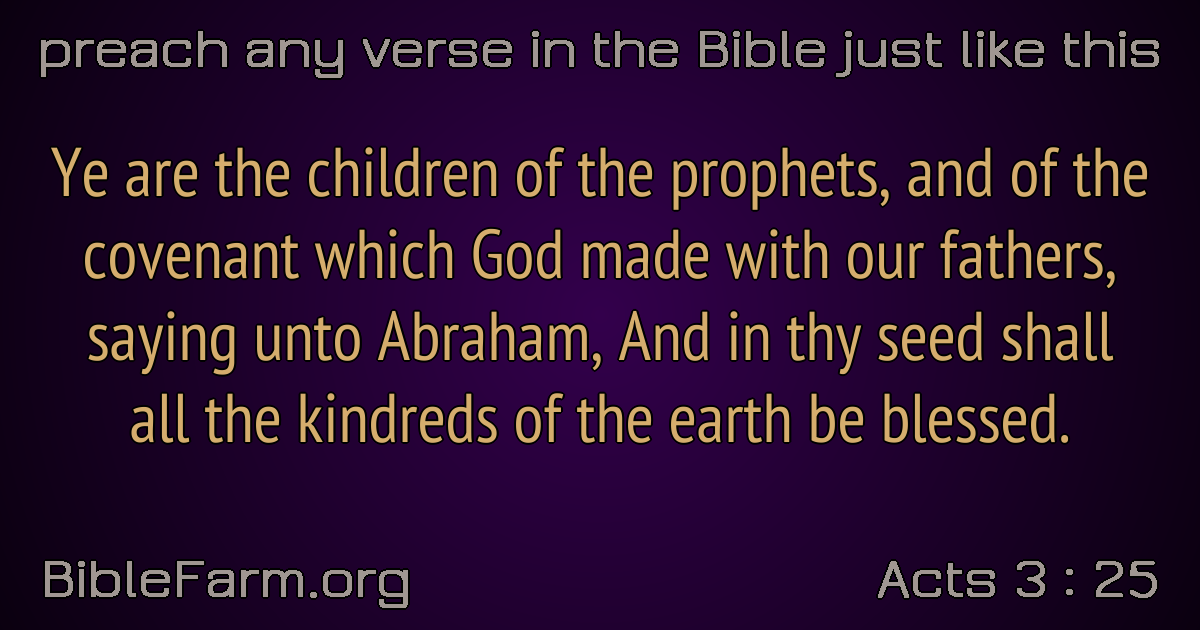 preach any verse in the Bible just like this
Ye are the children of the prophets, and of the
covenant which God made with our fathers,
saying unto Abraham, And in thy seed shall
all the kindreds of the earth be blessed.
BibleFarm.org
Acts 3 : 25